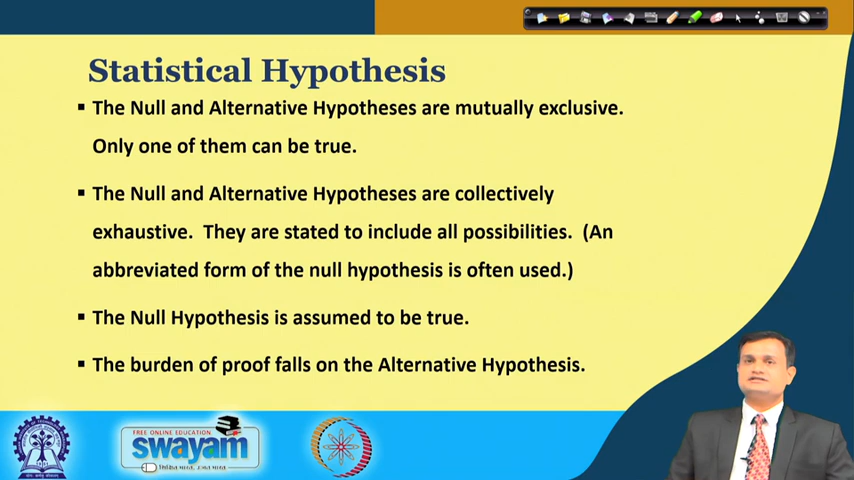 Statistical Hypothesis
▪ The Null and Alternative Hypotheses are mutually exclusive.
Only one of them can be true.
▪ The Null and Alternative Hypotheses are collectively
exhaustive. They are stated to include all possibilities. (An
abbreviated form of the null hypothesis is often used.)
▪ The Null Hypothesis is assumed to be true.
▪ The burden of proof falls on the Alternative Hypothesis.
FREE ONLINE EDUCATION
swayam